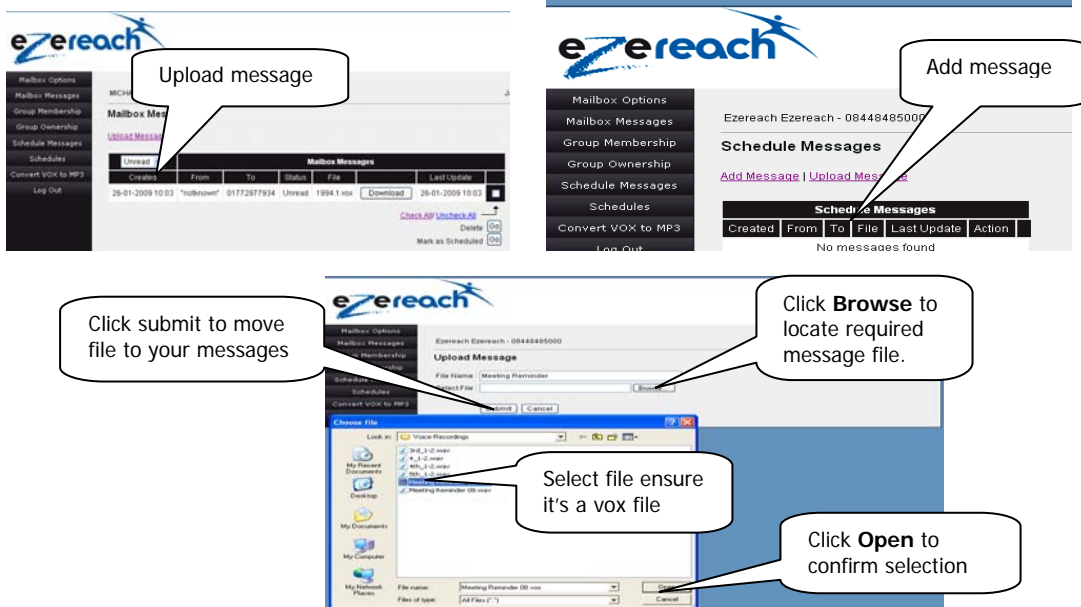 ezereach
Upload message
Mailbox Options
Mailbox Messages
Group Membership
Group Ownership
Schedule Messages
Schedules
Convert VOX to MP3
Log Out
Mailbox Mes
Upload Messag
Unread
Mailbox Messages
Created From To Status File Last Update
26-01-2009 10:03 "notknown" 01772977934 Unread 1994.1.vox Download 26-01-2009 10:03
Check All/ Uncheck All
Delete Go
Mark as Scheduled Go
ezereach
Add message
Mailbox Options
Mailbox Messages
Group Membership
Group Ownership
Schedule Messages
Schedules
Convert VOX to MP3
Log Out
Ezereach Ezereach - 08448485000
Schedule Messages
Add Message | Upload Message
Schedule Messages
Created From To File Last Update Action
No messages found
ezereach
Click submit to move
file to your messages
Click Browse to
locate required
message file.
Mailbox Options
Mailbox Messages
Schedules
Convert VOX to MP3
Ezereach Ezereach - 08448485000
Upload Message
File Name : Meeting Reminder
Select File :
Submit Cancel
Choose file
Look in: Voice Recordings
3rd_1-2.wav
4_1-2.wav
4th_1-2.wav
5th_1-2.wav
Meeting Reminder 08.wav
My Recent
Documents
Desktop
My Documents
My Computer
My Network
Places
Select file ensure
it's a vox file
Click Open to
confirm selection
File name: Meeting Reminder 08.vox Open
Files of type: All Files (*.*) Cancel